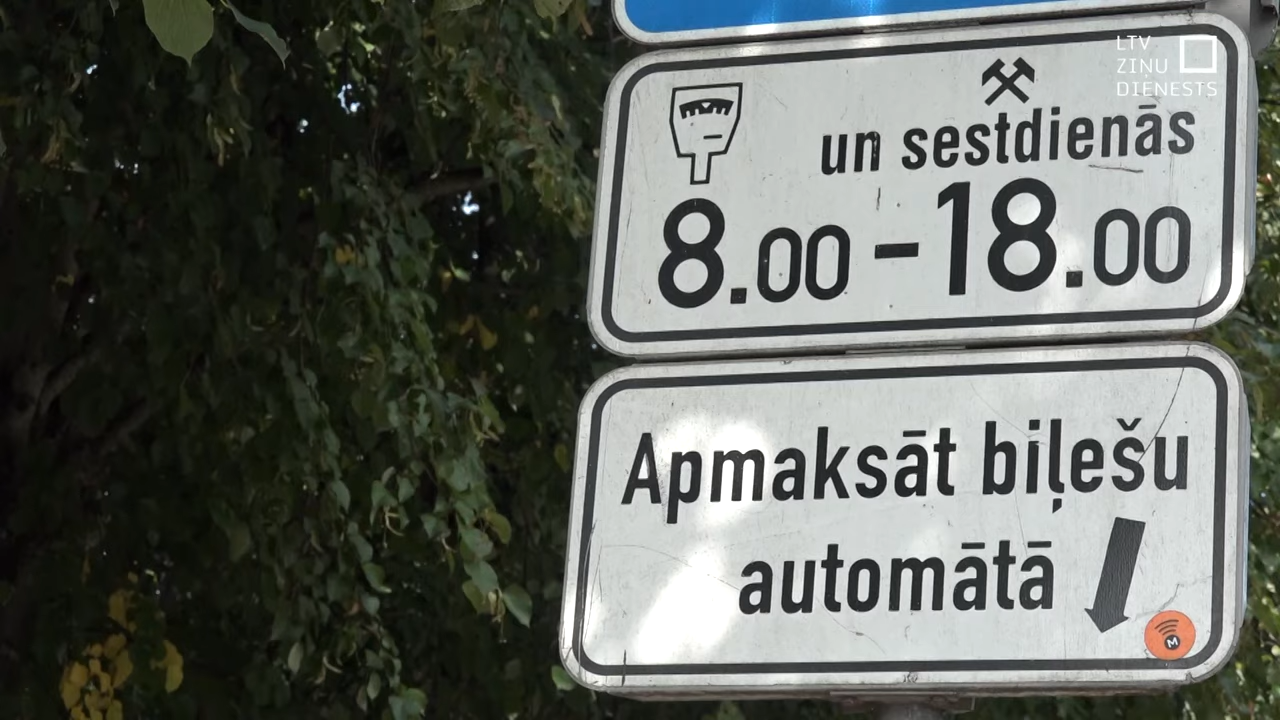 LTV
ZIŅU
DIENESTS
un sestdienās
8.00 – 18.00
Apmaksāt biļešu
automātā
M